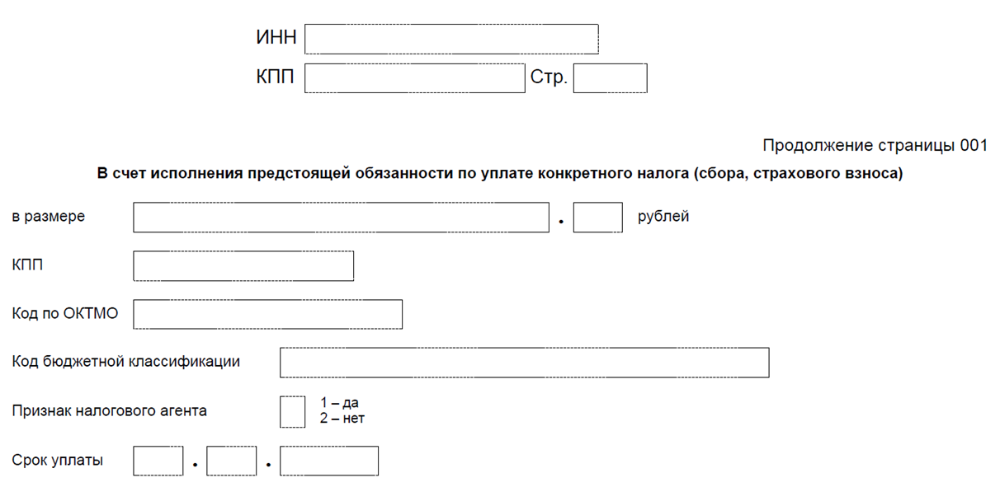 ИНН
КПП Стр.
Продолжение страницы 001
В счет исполнения предстоящей обязанности по уплате конкретного налога (сбора, страхового взноса)
в размере . рублей
КПП
Код по ОКТМО
Код бюджетной классификации
Признак налогового агента 1 – да
2 – нет
Срок уплаты . .